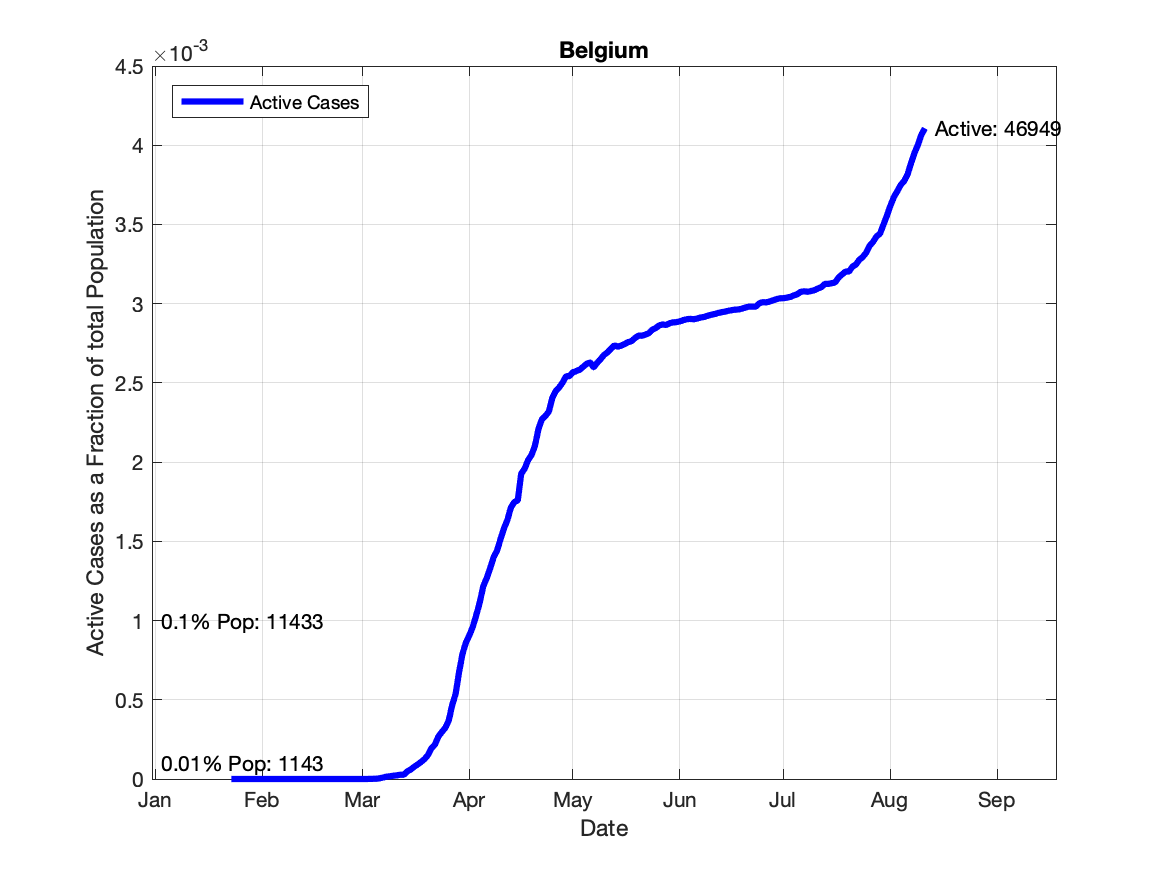 Belgium
×10-3
4.5
4
3.5
3
2.5
2
1.5
1
0.5
0
Active Cases as a Fraction of total Population
Active Cases
Active: 46949
0.1% Pop: 11433
0.01% Pop: 1143
Jan Feb Mar Apr May Jun Jul Aug Sep
Date